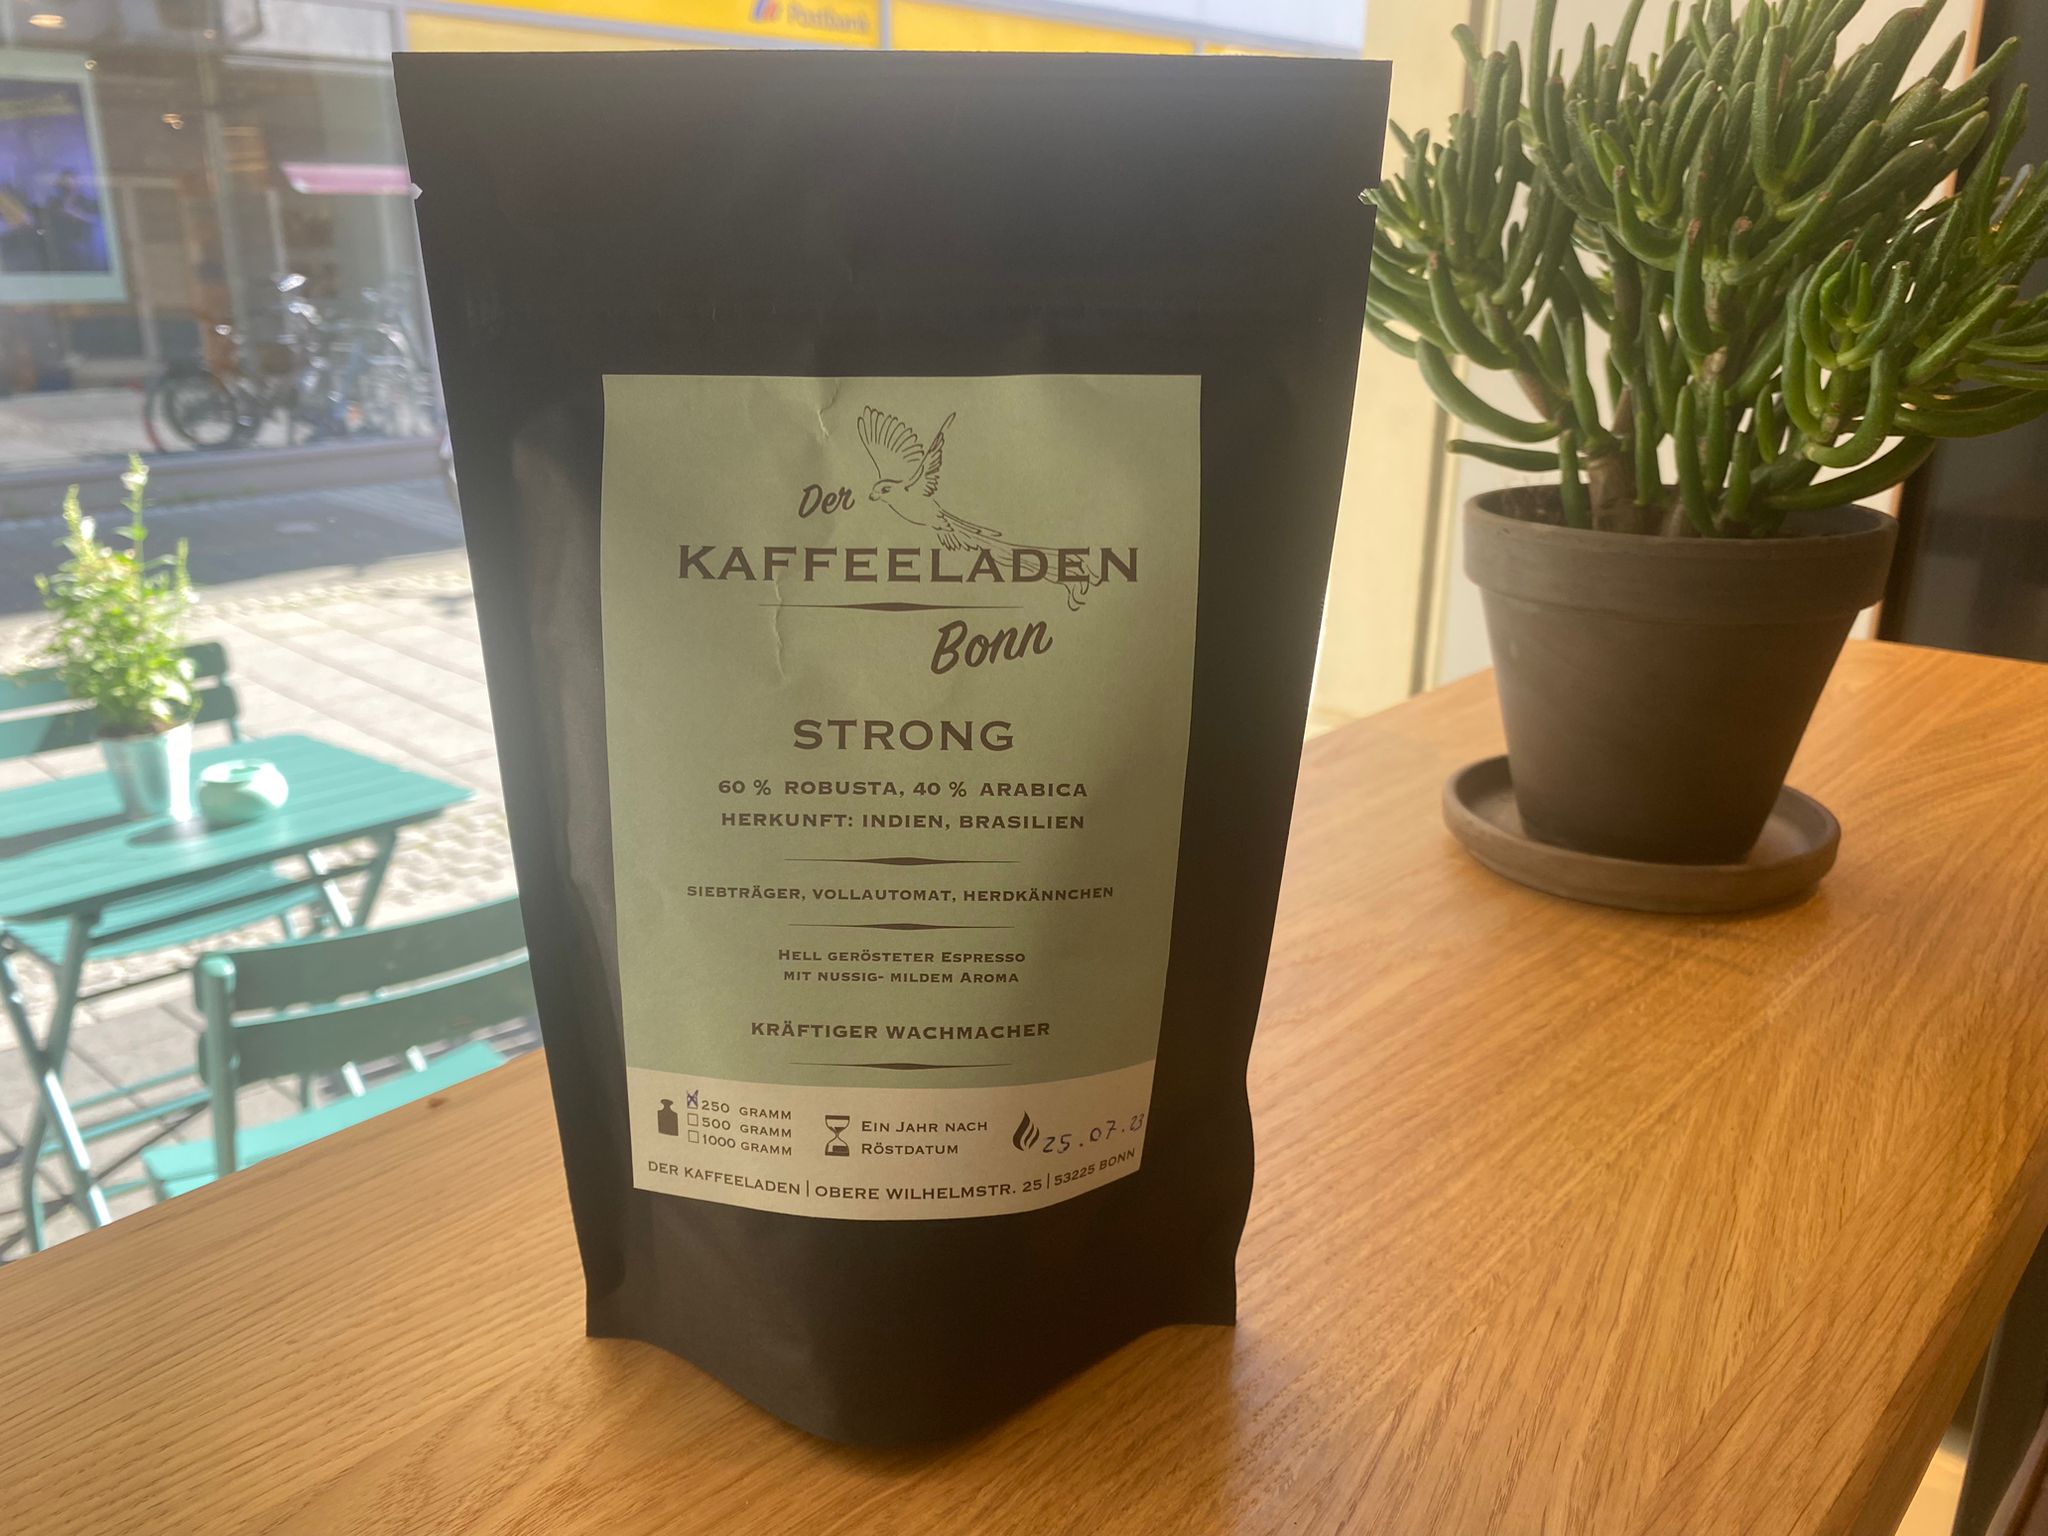 Postbank
Der
KAFFEELADEN
Bonn
STRONG
60 % ROBUSTA, 40 % ARABICA
HERKUNFT: INDIEN, BRASILIEN
SIEBTRÄGER, VOLLAUTOMAT, HERDKÄNNCHEN
HELL GERÖSTETER ESPRESSO
MIT NUSSIG- MILDEM AROMA
KRÄFTIGER WACHMACHER
250 GRAMM
500 GRAMM
1000 GRAMM
EIN JAHR NACH
RÖSTDATUM
25.07.23
DER KAFFEELADEN | OBERE WILHELMSTR. 25 | 53225 BONN